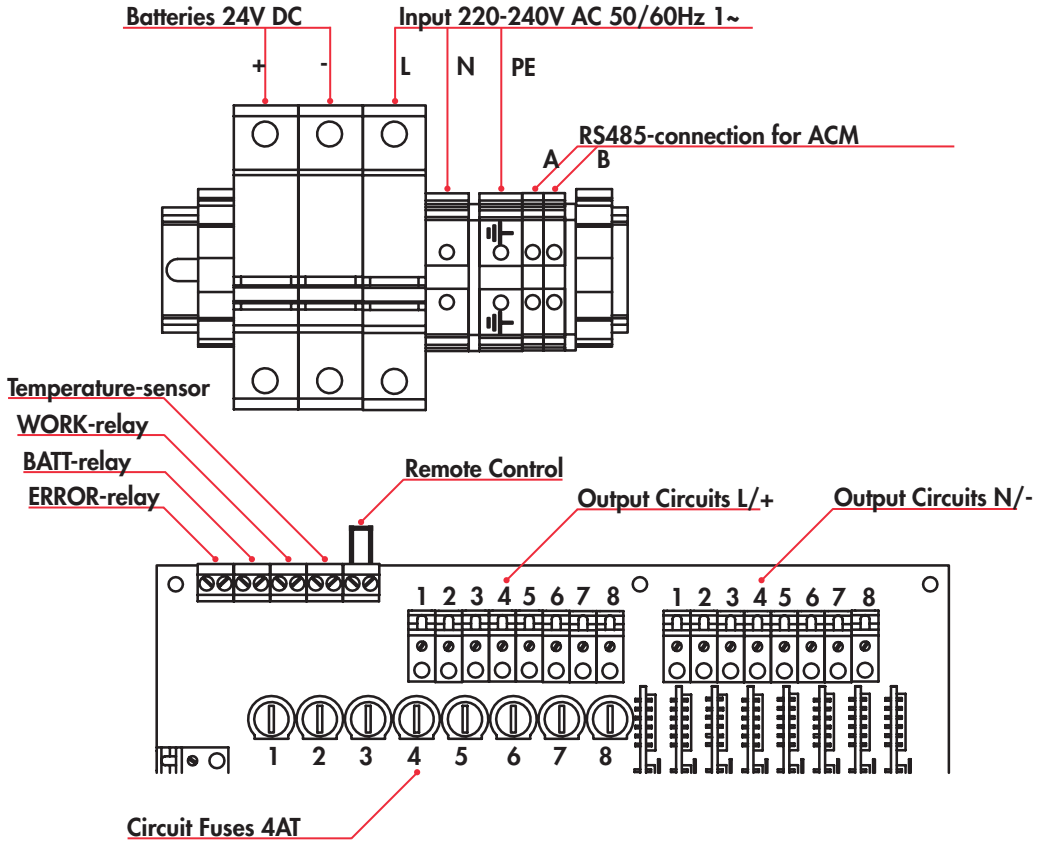 Batteries 24V DC
Input 220-240V AC 50/60Hz 1~
+ - L N PE
RS485-connection for ACM
A B
Temperature-sensor
WORK-relay
BATT-relay
ERROR-relay
Remote Control
Output Circuits L/+
Output Circuits N/-
1 2 3 4 5 6 7 8
1 2 3 4 5 6 7 8
1 2 3 4 5 6 7 8
Circuit Fuses 4AT